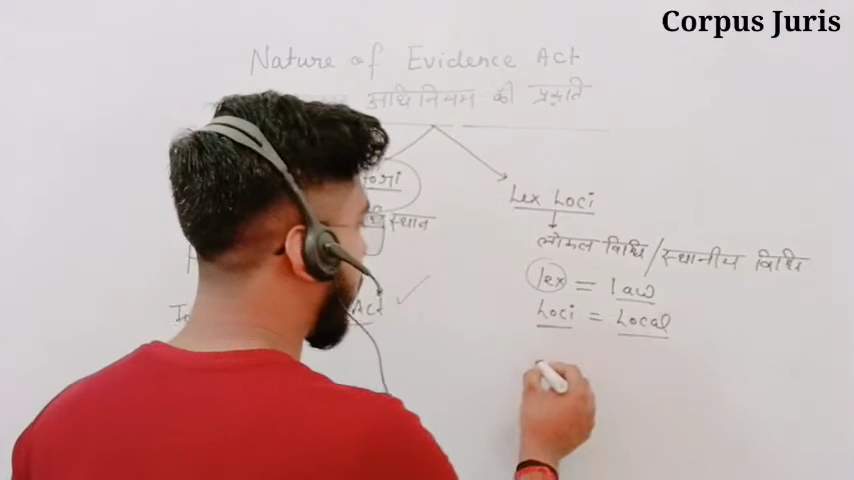 Corpus Juris
Nature of Evidence Act
अधिनियम की प्रकृति
Lex Loci
स्थान
लोकल विधि/स्थानीय विधि
lex = law
Act ✓
Loci = Local